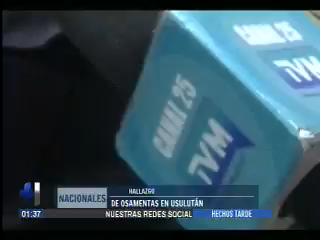 CANAL 25
TVM
CANAL 25
TVM
HALLAZGO
NACIONALES
DE OSAMENTAS EN USULUTÁN
01:37
NUESTRAS REDES SOCIAL
HECHOS TARDE